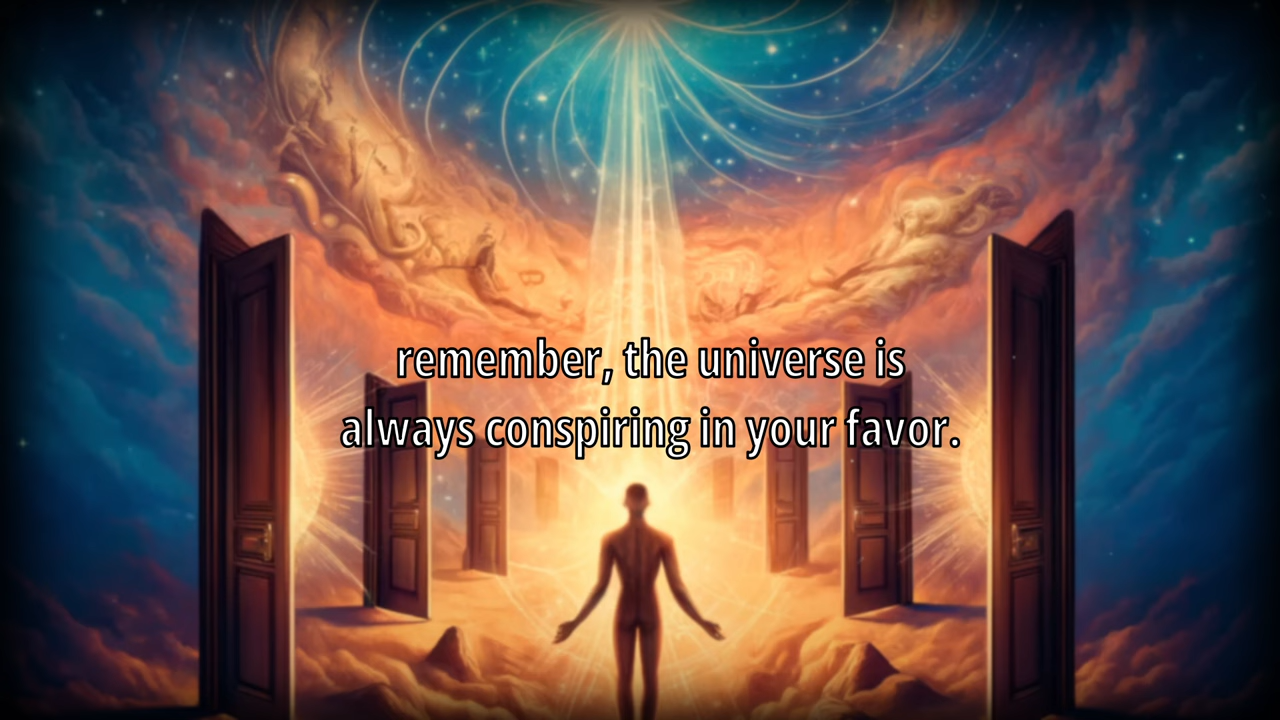 remember, the universe is
always conspiring in your favor.